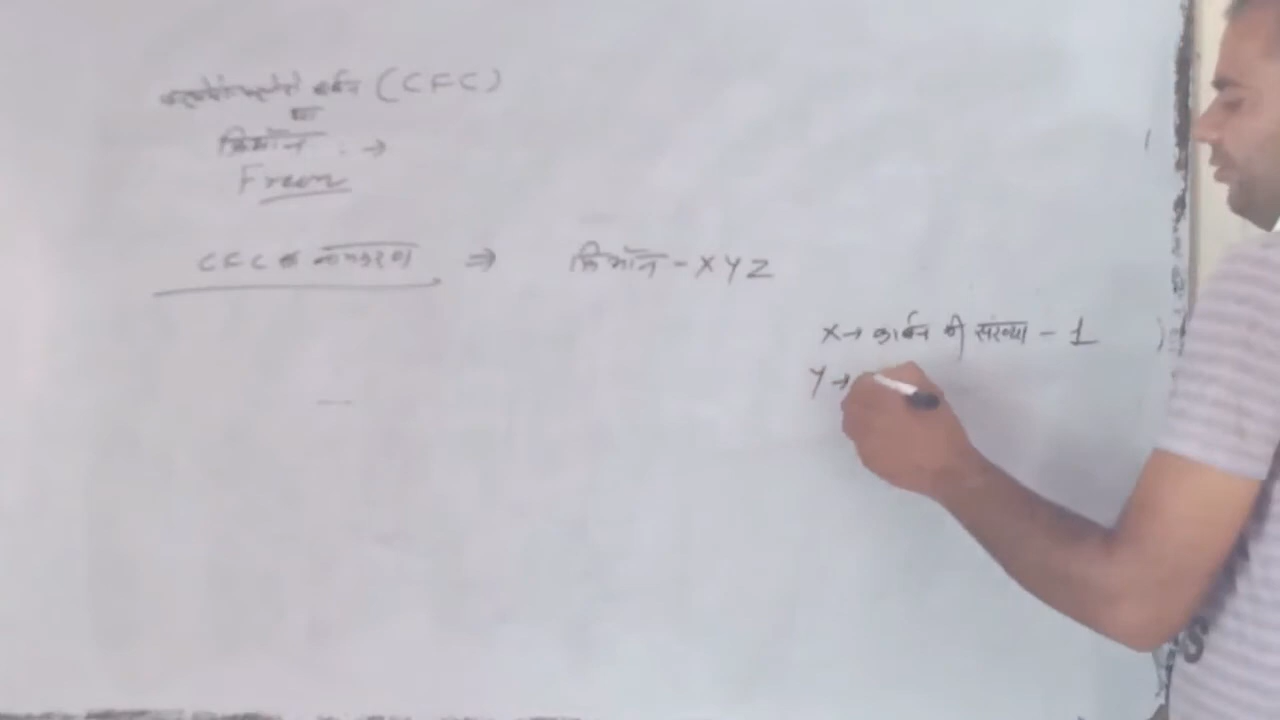 क्लोरोफ्लोरो कार्बन (CFC)
या
फ्रिऑन . →
Freon
CFC का नामकरण ⇒ फ्रिऑन - XYZ
X → कार्बन की संख्या - 1
Y →